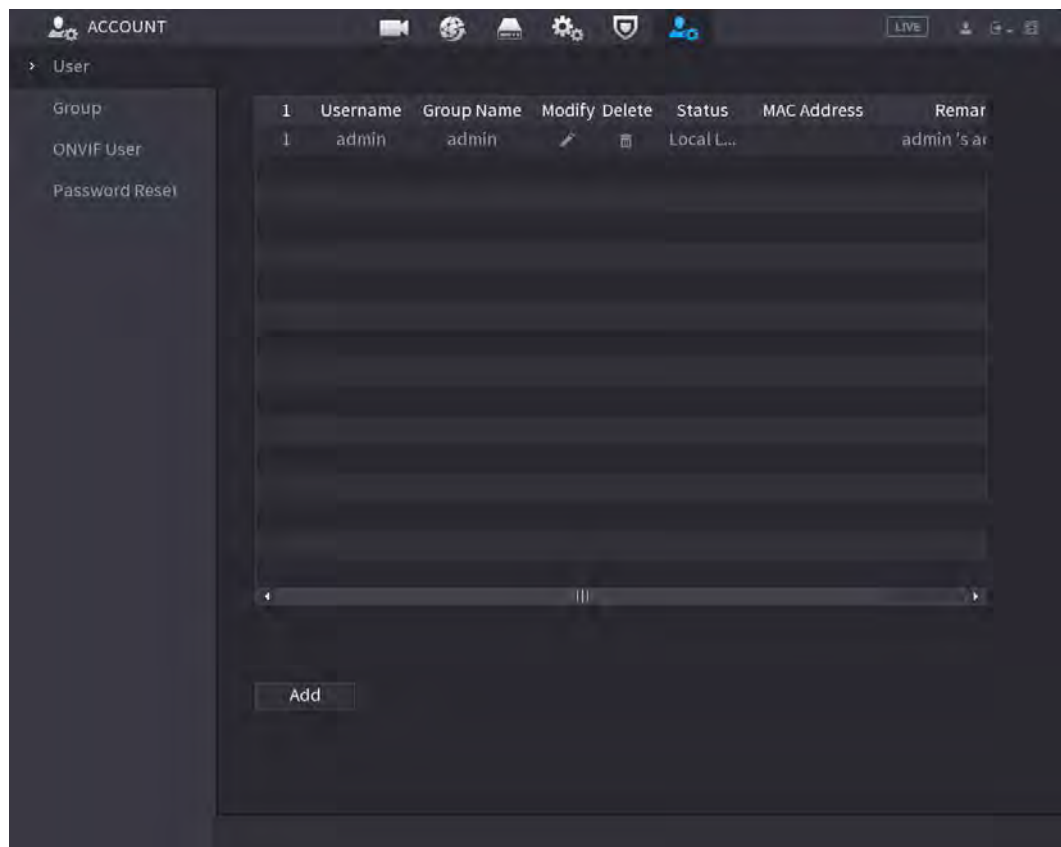 ACCOUNT LIVE
User
Group
ONVIF User
Password Reset
1 Username Group Name Modify Delete Status MAC Address Remar
1 admin admin Local L... admin 's a
Add